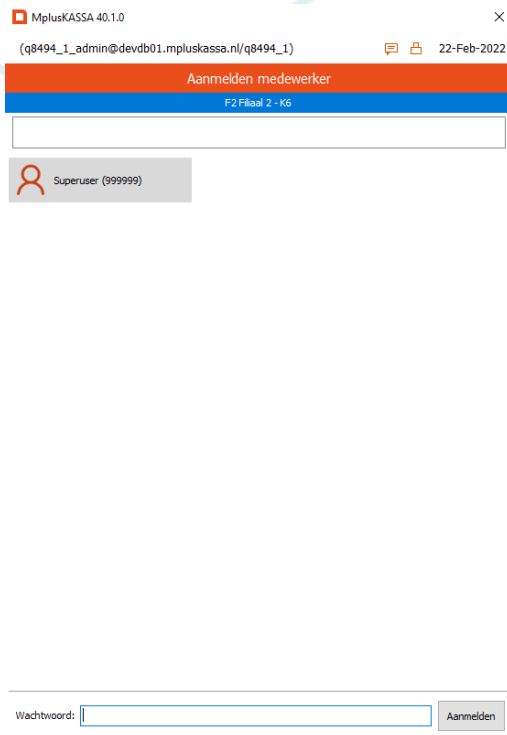 MplusKASSA 40.1.0
(q8494_1_admin@devdb01.mpluskassa.nl/q8494_1) 22-Feb-2022
Aanmelden medewerker
F2 Filiaal 2 - K6
Superuser (999999)
Wachtwoord: Aanmelden